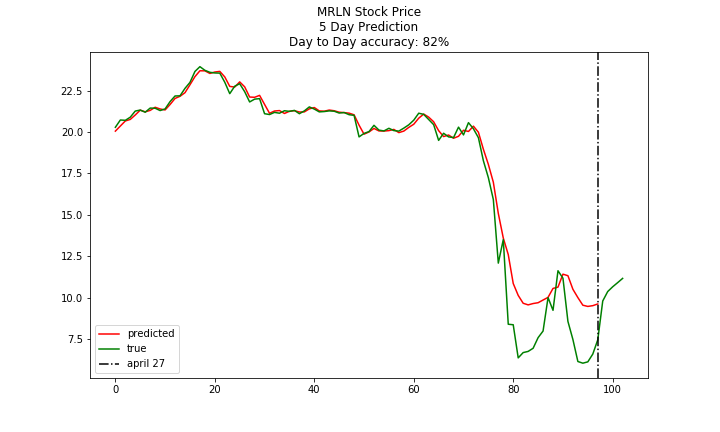 MRLN Stock Price
5 Day Prediction
Day to Day accuracy: 82%
22.5
20.0
17.5
15.0
12.5
10.0
7.5
predicted
true
april 27
0 20 40 60 80 100